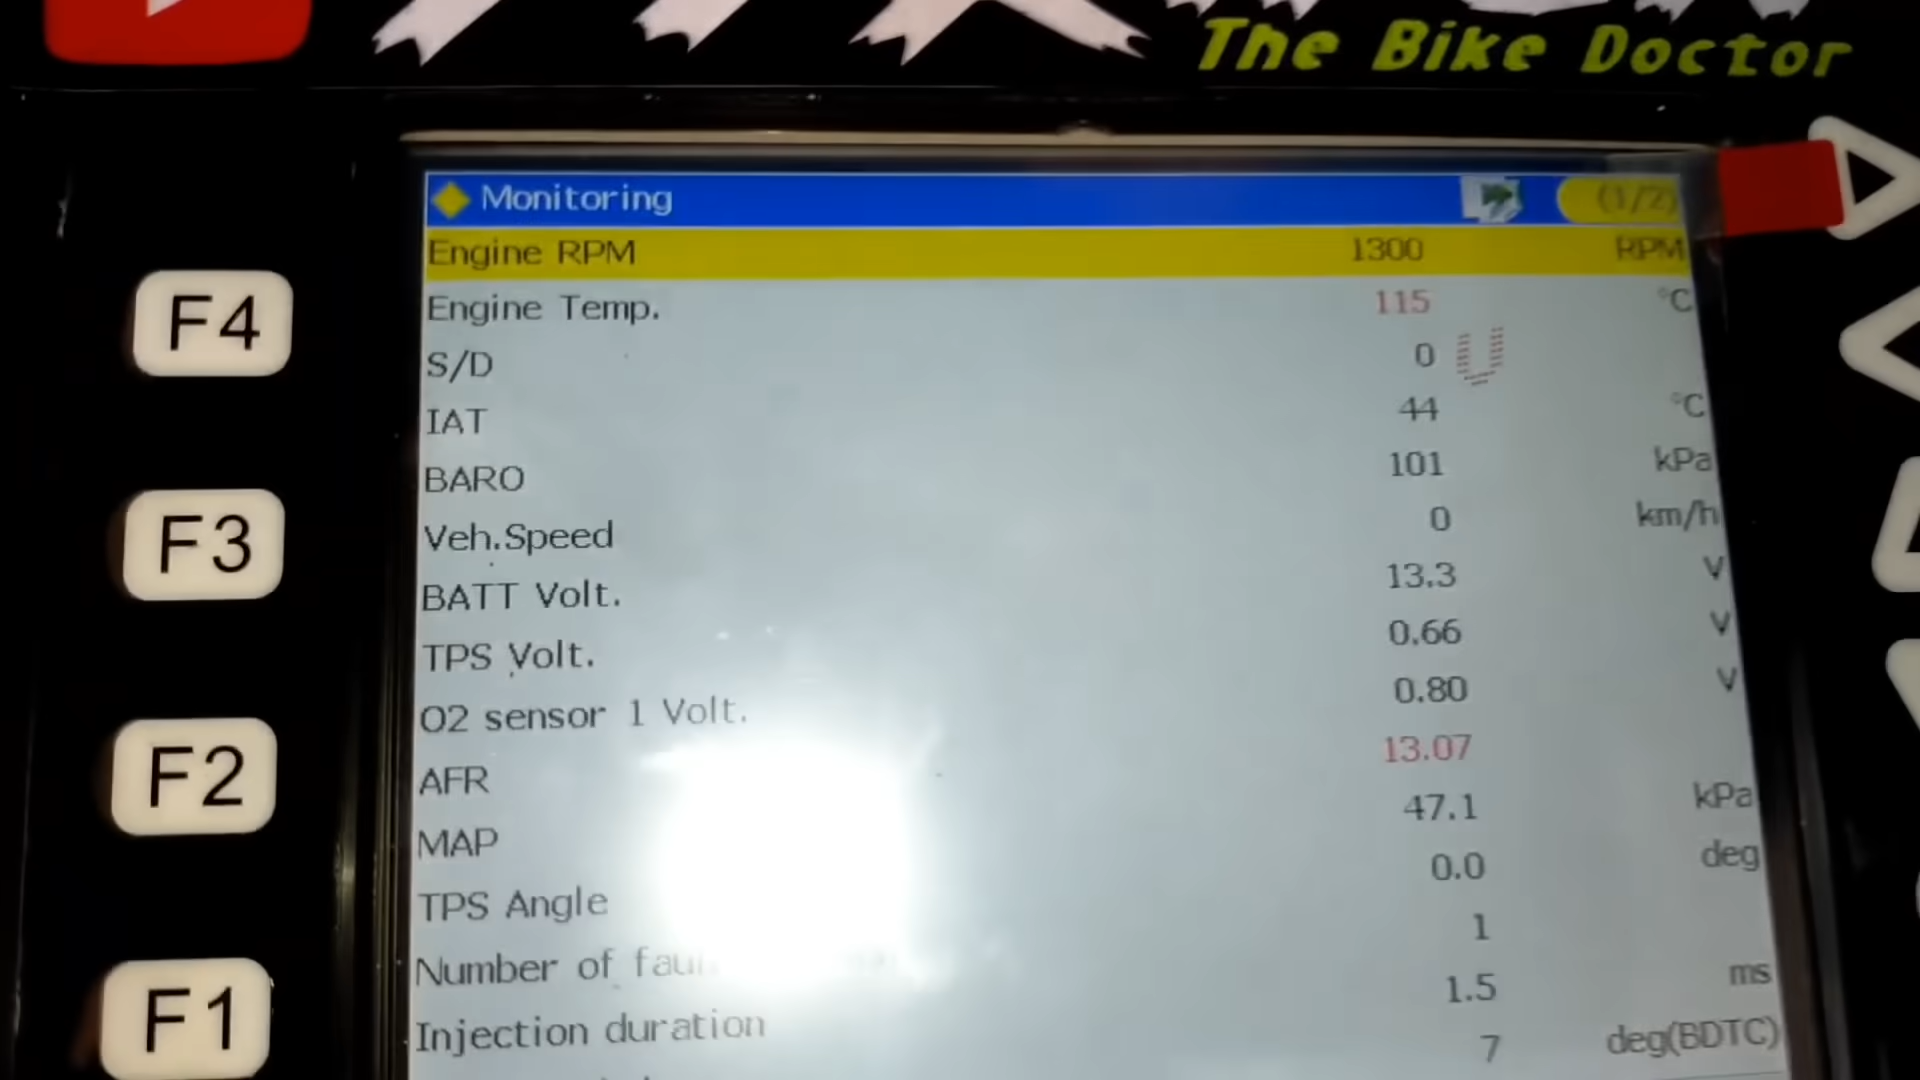 The Bike Doctor
Monitoring (1/2)
Engine RPM 1300 RPM
Engine Temp. 115 °C
S/D 0
IAT 44 °C
BARO 101 kPa
Veh.Speed 0 km/h
BATT Volt. 13.3 V
TPS Volt. 0.66 V
O2 sensor 1 Volt. 0.80 V
AFR 13.07
MAP 47.1 kPa
TPS Angle 0.0 deg
Number of 1
Injection duration 1.5 ms
7 deg(BDTC)
F4
F3
F2
F1